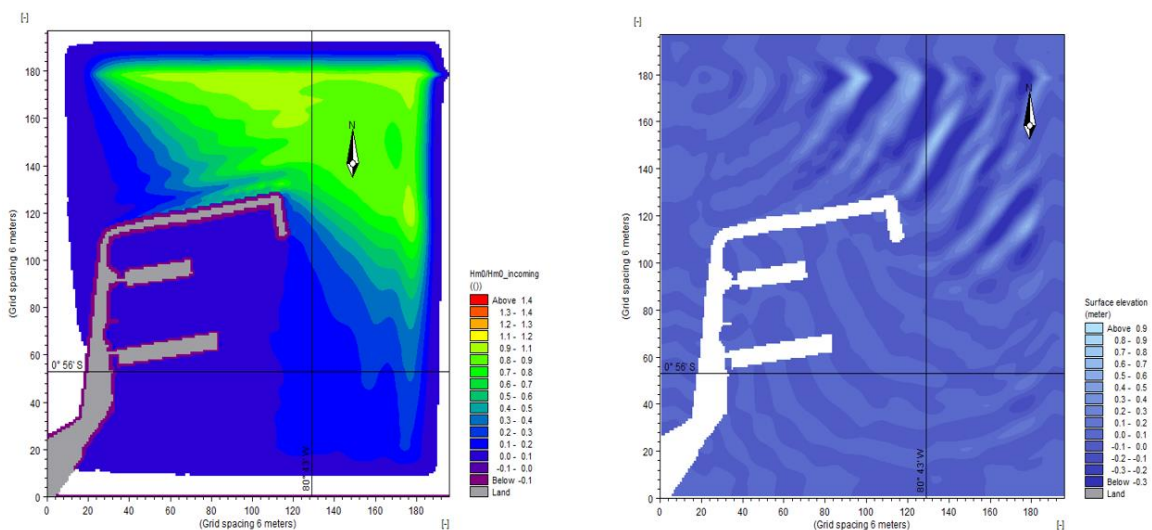 [-]
180
160
140
120
100
80
60
40
20
0
(Grid spacing 6 meters)
0° 56' S
80° 43' W
N
0 20 40 60 80 100 120 140 160 180
(Grid spacing 6 meters)
[-]
Hm0/Hm0_incoming
(())
Above 1.4
1.3 - 1.4
1.2 - 1.3
1.1 - 1.2
0.9 - 1.1
0.8 - 0.9
0.7 - 0.8
0.6 - 0.7
0.5 - 0.6
0.4 - 0.5
0.3 - 0.4
0.2 - 0.3
0.1 - 0.2
0.0 - 0.1
-0.1 - 0.0
Below -0.1
Land
[-]
180
160
140
120
100
80
60
40
20
0
(Grid spacing 6 meters)
0° 56' S
80° 43' W
N
0 20 40 60 80 100 120 140 160 180
(Grid spacing 6 meters)
[-]
Surface elevation
(meter)
Above 0.9
0.8 - 0.9
0.7 - 0.8
0.6 - 0.7
0.5 - 0.6
0.4 - 0.5
0.3 - 0.4
0.2 - 0.3
0.1 - 0.2
0.0 - 0.1
-0.1 - 0.0
-0.2 - -0.1
-0.3 - -0.2
Below -0.3
Land